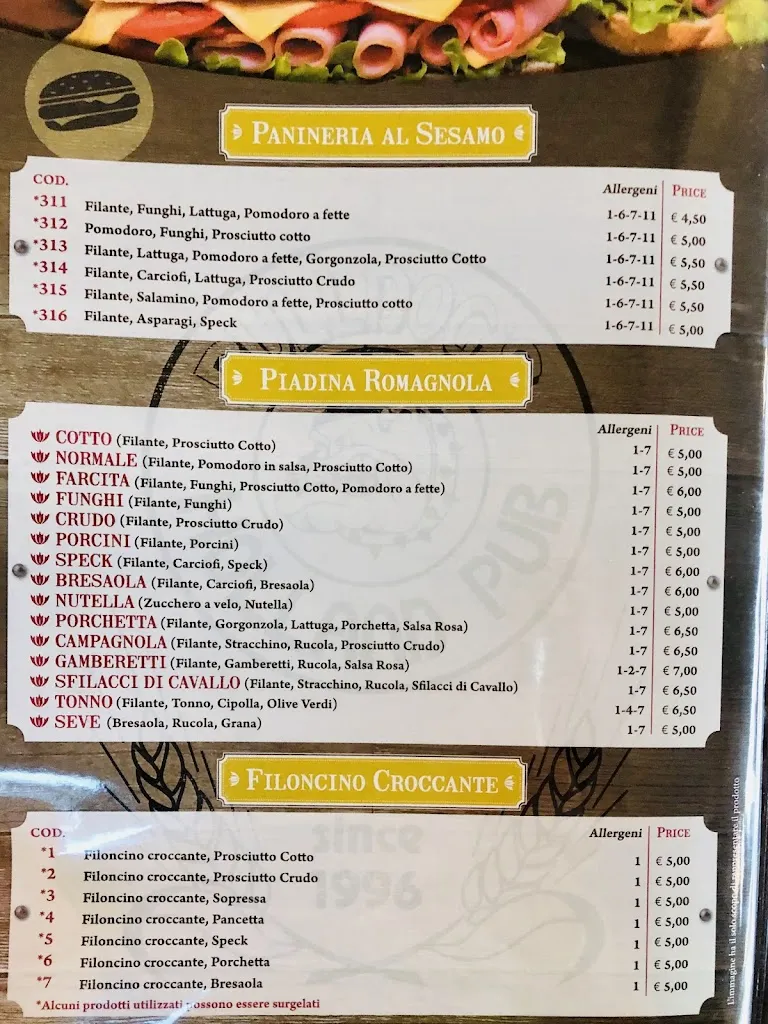 PANINERIA AL SESAMO
COD. Allergeni PRICE
*311 Filante, Funghi, Lattuga, Pomodoro a fette 1-6-7-11 € 4,50
*312 Pomodoro, Funghi, Prosciutto cotto 1-6-7-11 € 5,00
*313 Filante, Lattuga, Pomodoro a fette, Gorgonzola, Prosciutto Cotto 1-6-7-11 € 5,50
*314 Filante, Carciofi, Lattuga, Prosciutto Crudo 1-6-7-11 € 5,50
*315 Filante, Salamino, Pomodoro a fette, Prosciutto cotto 1-6-7-11 € 5,50
*316 Filante, Asparagi, Speck 1-6-7-11 € 5,00
PIADINA ROMAGNOLA
Allergeni PRICE
COTTO (Filante, Prosciutto Cotto) 1-7 € 5,00
NORMALE (Filante, Pomodoro in salsa, Prosciutto Cotto) 1-7 € 5,00
FARCITA (Filante, Funghi, Prosciutto Cotto, Pomodoro a fette) 1-7 € 6,00
FUNGHI (Filante, Funghi) 1-7 € 5,00
CRUDO (Filante, Prosciutto Crudo) 1-7 € 5,00
PORCINI (Filante, Porcini) 1-7 € 5,00
SPECK (Filante, Carciofi, Speck) 1-7 € 6,00
BRESAOLA (Filante, Carciofi, Bresaola) 1-7 € 6,00
NUTELLA (Zucchero a velo, Nutella) 1-7 € 5,00
PORCHETTA (Filante, Gorgonzola, Lattuga, Porchetta, Salsa Rosa) 1-7 € 6,50
CAMPAGNOLA (Filante, Stracchino, Rucola, Prosciutto Crudo) 1-7 € 6,50
GAMBERETTI (Filante, Gamberetti, Rucola, Salsa Rosa) 1-2-7 € 7,00
SFILACCI DI CAVALLO (Filante, Stracchino, Rucola, Sfilacci di Cavallo) 1-7 € 6,50
TONNO (Filante, Tonno, Cipolla, Olive Verdi) 1-4-7 € 6,50
SEVE (Bresaola, Rucola, Grana) 1-7 € 5,00
PUB
FILONCINO CROCCANTE
since
1996
COD. Allergeni PRICE
*1 Filoncino croccante, Prosciutto Cotto 1 € 5,00
*2 Filoncino croccante, Prosciutto Crudo 1 € 5,00
*3 Filoncino croccante, Sopressa 1 € 5,00
*4 Filoncino croccante, Pancetta 1 € 5,00
*5 Filoncino croccante, Speck 1 € 5,00
*6 Filoncino croccante, Porchetta 1 € 5,00
*7 Filoncino croccante, Bresaola 1 € 5,00
*Alcuni prodotti utilizzati possono essere surgelati
L'immagine ha il solo scopo di rappresentare il prodotto